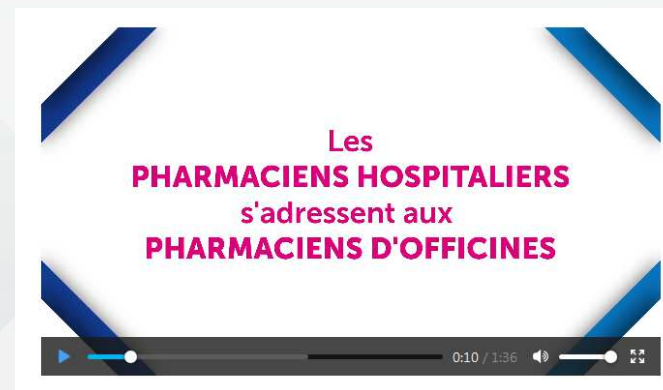 Les
PHARMACIENS HOSPITALIERS
s'adressent aux
PHARMACIENS D'OFFICINES
0:10 / 1:36